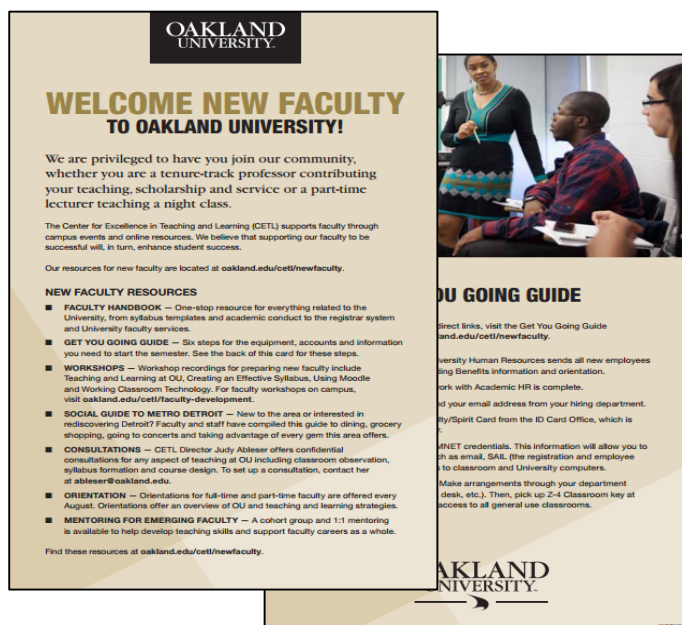 OAKLAND
UNIVERSITY
WELCOME NEW FACULTY
TO OAKLAND UNIVERSITY!
We are privileged to have you join our community,
whether you are a tenure-track professor contributing
your teaching, scholarship and service or a part-time
lecturer teaching a night class.
The Center for Excellence in Teaching and Learning (CETL) supports faculty through
campus events and online resources. We believe that supporting our faculty to be
successful will, in turn, enhance student success.
Our resources for new faculty are located at oakland.edu/cetl/newfaculty.
NEW FACULTY RESOURCES
■ FACULTY HANDBOOK — One-stop resource for everything related to the
University, from syllabus templates and academic conduct to the registrar system
and University faculty services.
■ GET YOU GOING GUIDE — Six steps for the equipment, accounts and information
you need to start the semester. See the back of this card for these steps.
■ WORKSHOPS — Workshop recordings for preparing new faculty include
Teaching and Learning at OU, Creating an Effective Syllabus, Using Moodle
and Working Classroom Technology. For faculty workshops on campus,
visit oakland.edu/faculty-development.
■ SOCIAL GUIDE TO METRO DETROIT — New to the area or interested in
rediscovering Detroit? Faculty and staff have compiled this guide to dining, grocery
shopping, going to concerts and taking advantage of every gem this area offers.
■ CONSULTATIONS — CETL Director Judy Ableser offers confidential
consultations for any aspect of teaching at OU including classroom observation,
syllabus formation and course design. To set up a consultation, contact her
at ableser@oakland.edu.
■ ORIENTATION — Orientations for full-time and part-time faculty are offered every
August. Orientations offer an overview of OU and teaching and learning strategies.
■ MENTORING FOR EMERGING FACULTY — A cohort group and 1:1 mentoring
is available to help develop teaching skills and support faculty careers as a whole.
Find these resources at oakland.edu/cetl/newfaculty.
OU GOING GUIDE
direct links, visit the Get You Going Guide
land.edu/cetl/newfaculty.
versity Human Resources sends all new employees
ding Benefits information and orientation.
ork with Academic HR is complete.
d your email address from your hiring department.
lty/Spirit Card from the ID Card Office, which is
MNET credentials. This information will allow you to
ch as email, SAIL (the registration and employee
s to classroom and University computers.
Make arrangements through your department
desk, etc.). Then, pick up Z-4 Classroom key at
access to all general use classrooms.
AKLAND
NIVERSITY